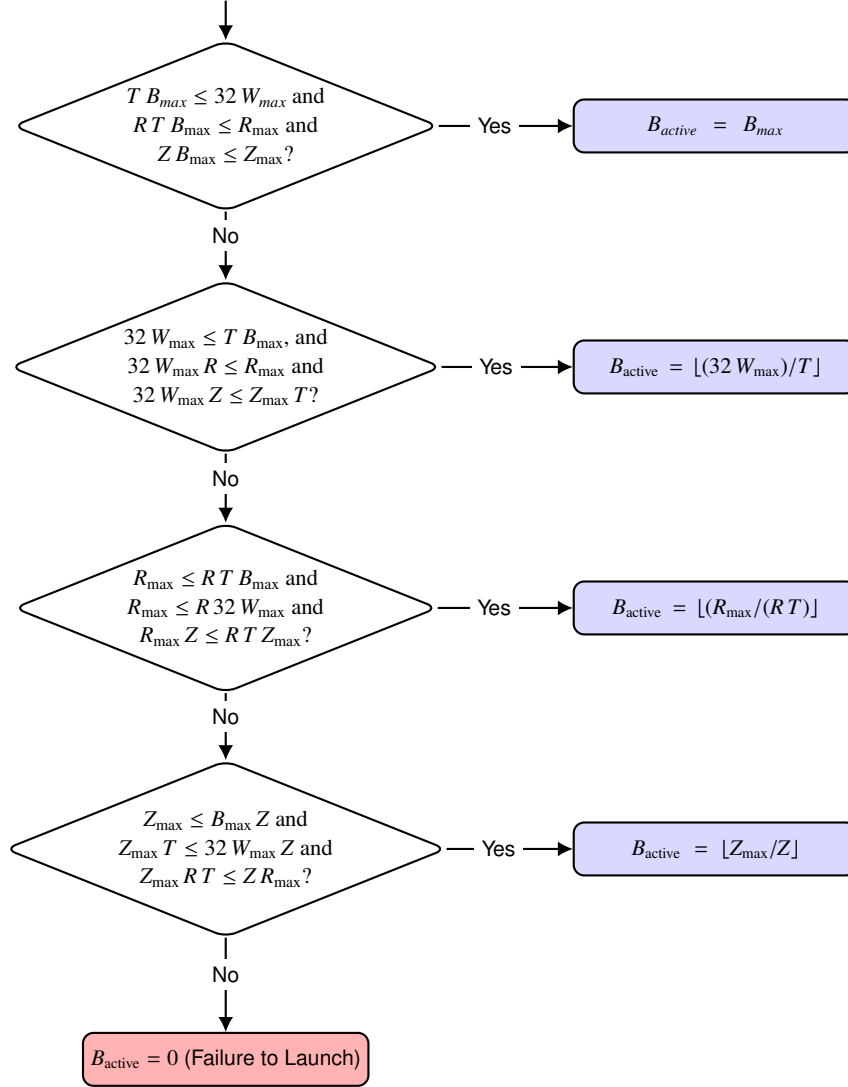 T B_max ≤ 32 W_max and
R T B_max ≤ R_max and
Z B_max ≤ Z_max?
Yes
B_active = B_max
No
32 W_max ≤ T B_max, and
32 W_max R ≤ R_max and
32 W_max Z ≤ Z_max T?
Yes
B_active = ⌊(32 W_max)/T⌋
No
R_max ≤ R T B_max and
R_max ≤ R 32 W_max and
R_max Z ≤ R T Z_max?
Yes
B_active = ⌊(R_max/(R T)⌋
No
Z_max ≤ B_max Z and
Z_max T ≤ 32 W_max Z and
Z_max R T ≤ Z R_max?
Yes
B_active = ⌊Z_max/Z⌋
No
B_active = 0 (Failure to Launch)